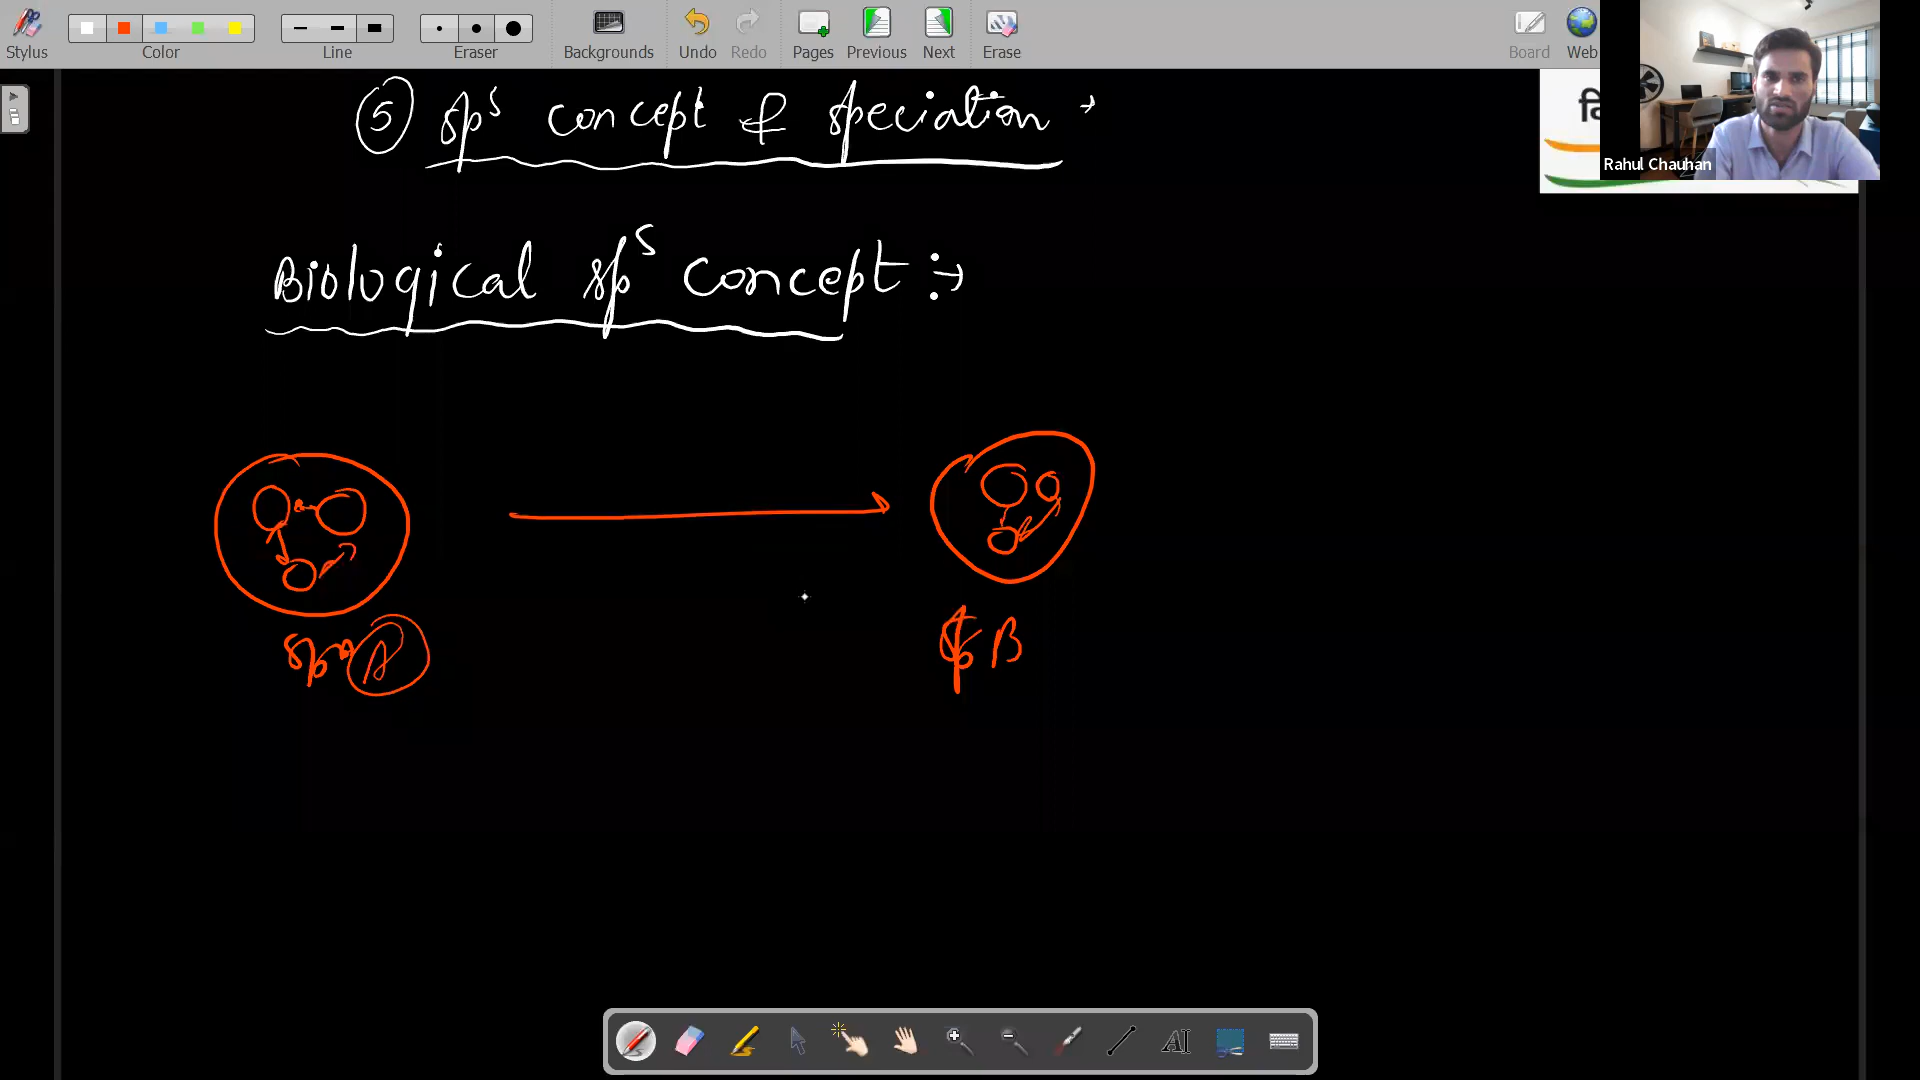 Stylus Color Line Eraser Backgrounds Undo Redo Pages Previous Next Erase Board Web
Rahul Chauhan
⑤ sp^s concept & speciation →
Biological sp^s concept :→
sp A
sp B